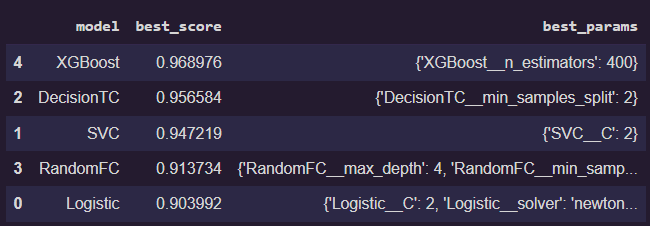 model best_score best_params
4 XGBoost 0.968976 {'XGBoost__n_estimators': 400}
2 DecisionTC 0.956584 {'DecisionTC__min_samples_split': 2}
1 SVC 0.947219 {'SVC__C': 2}
3 RandomFC 0.913734 {'RandomFC__max_depth': 4, 'RandomFC__min_samp...
0 Logistic 0.903992 {'Logistic__C': 2, 'Logistic__solver': 'newton...